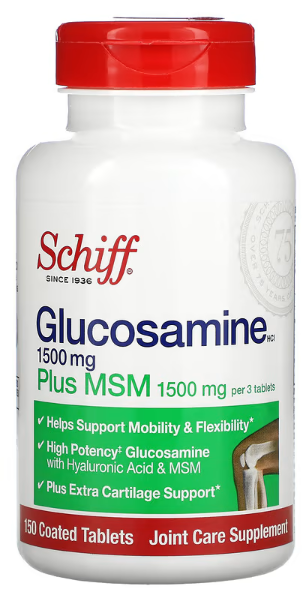 Schiff®
SINCE 1936
75
Glucosamine HCl
1500 mg
Plus MSM 1500 mg per 3 tablets
✓ Helps Support Mobility & Flexibility*
✓ High Potency‡ Glucosamine
with Hyaluronic Acid & MSM
✓ Plus Extra Cartilage Support*
150 Coated Tablets Joint Care Supplement